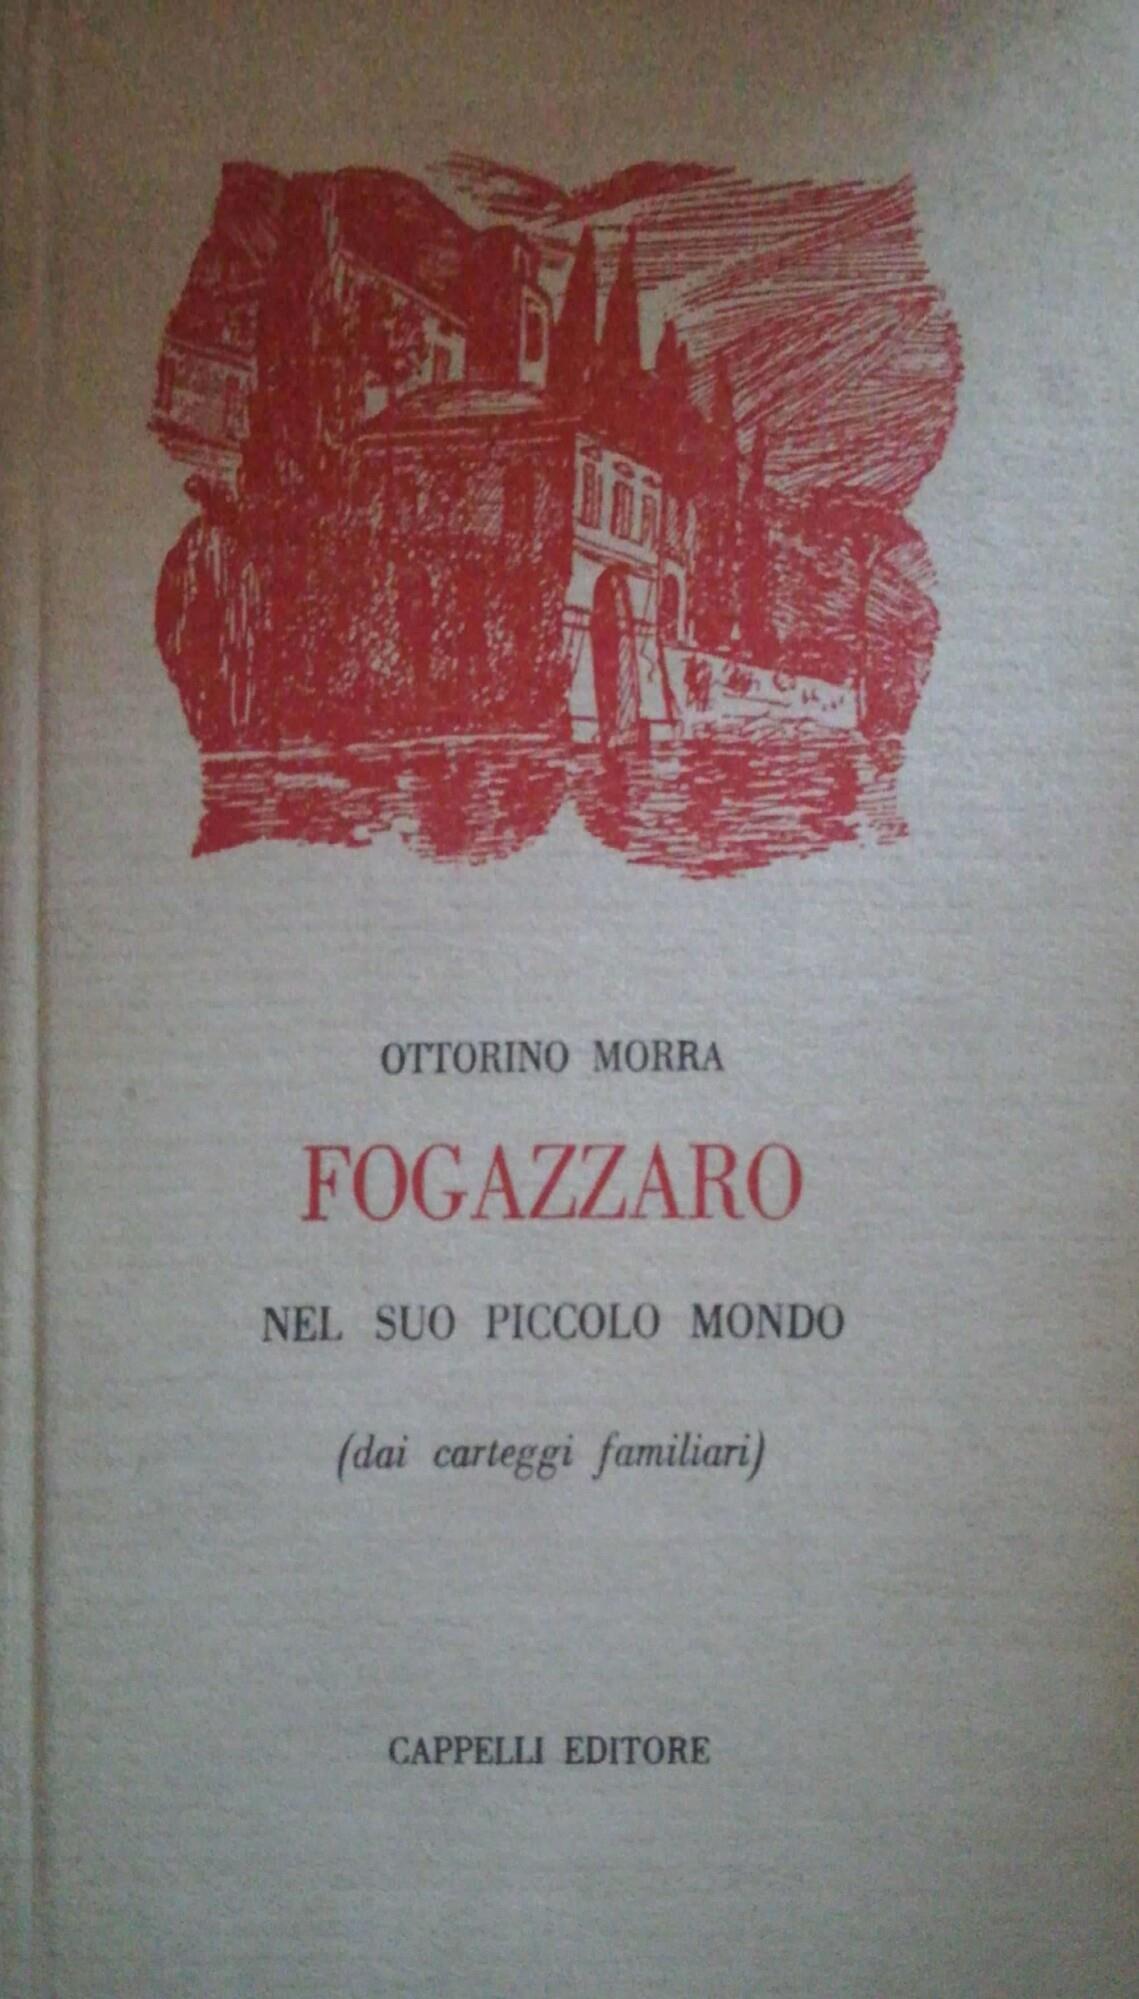 OTTORINO MORRA
FOGAZZARO
NEL SUO PICCOLO MONDO
(dai carteggi familiari)
CAPPELLI EDITORE